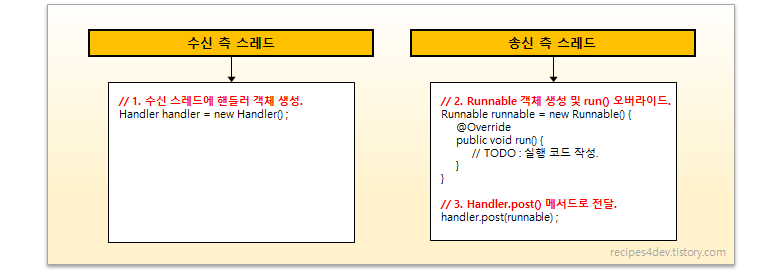 수신 측 스레드
// 1. 수신 스레드에 핸들러 객체 생성.
Handler handler = new Handler() ;
송신 측 스레드
// 2. Runnable 객체 생성 및 run() 오버라이드.
Runnable runnable = new Runnable() {
@Override
public void run() {
// TODO : 실행 코드 작성.
}
}
// 3. Handler.post() 메서드로 전달.
handler.post(runnable) ;
recipes4dev.tistory.com